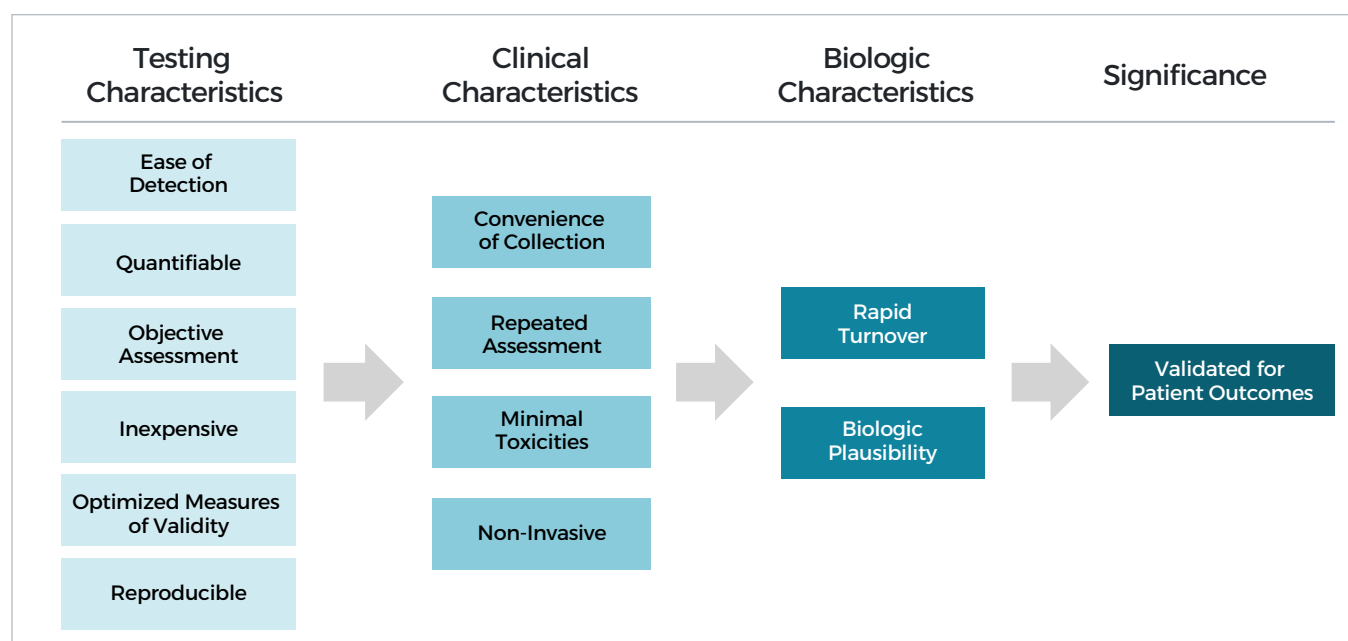 Testing
Characteristics
Clinical
Characteristics
Biologic
Characteristics
Significance
Ease of
Detection
Quantifiable
Objective
Assessment
Inexpensive
Optimized Measures
of Validity
Reproducible
Convenience
of Collection
Repeated
Assessment
Minimal
Toxicities
Non-Invasive
Rapid
Turnover
Biologic
Plausibility
Validated for
Patient Outcomes